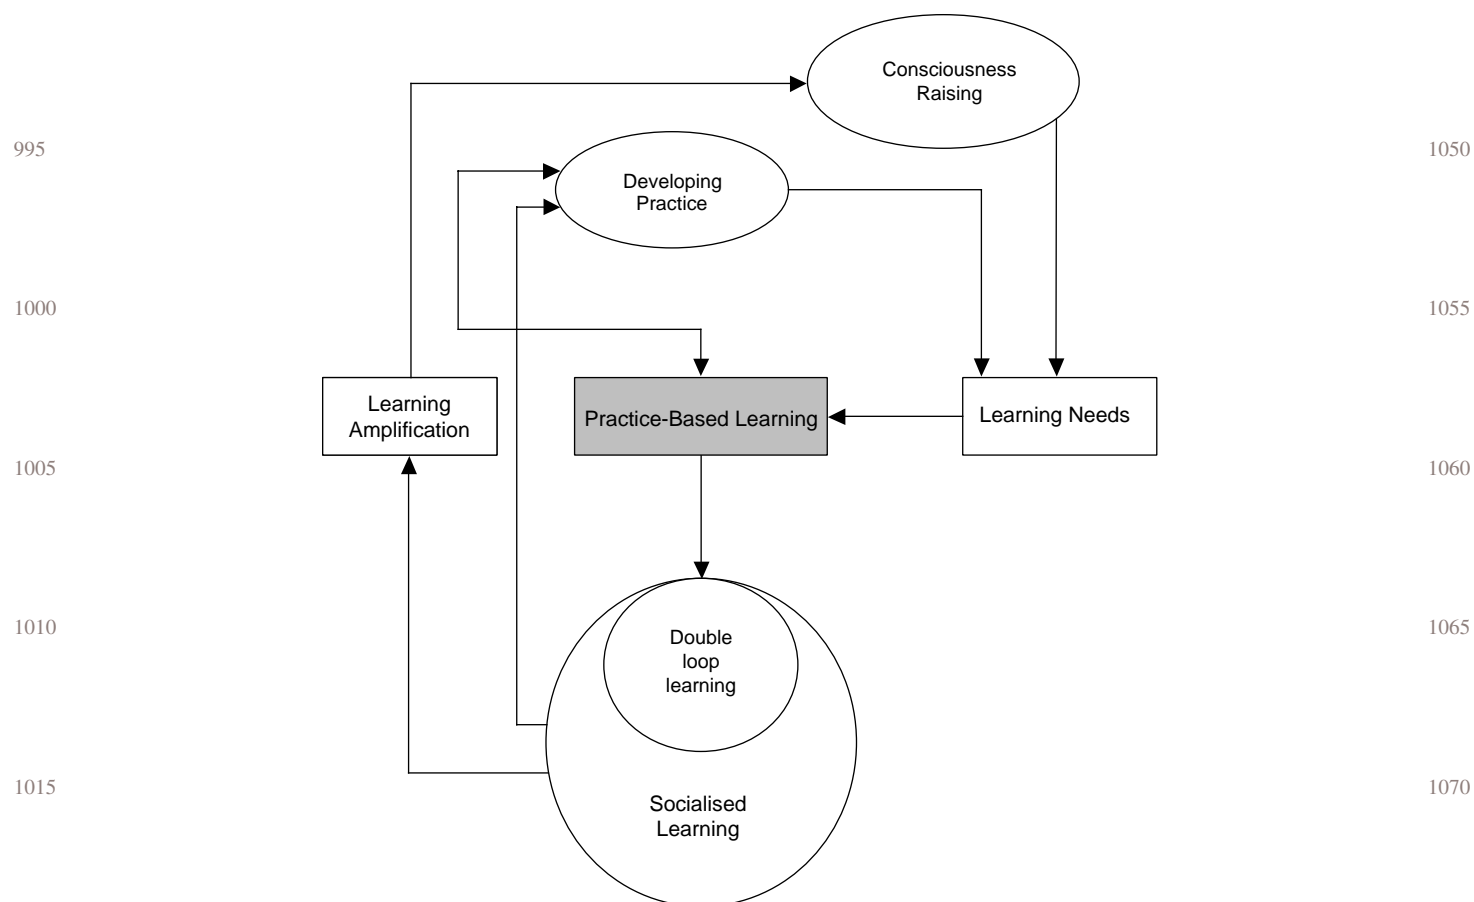 Consciousness
Raising
995
1050
Developing
Practice
1000
1055
Learning
Amplification
Practice-Based Learning
Learning Needs
1005
1060
1010
1065
Double
loop
learning
1015
1070
Socialised
Learning